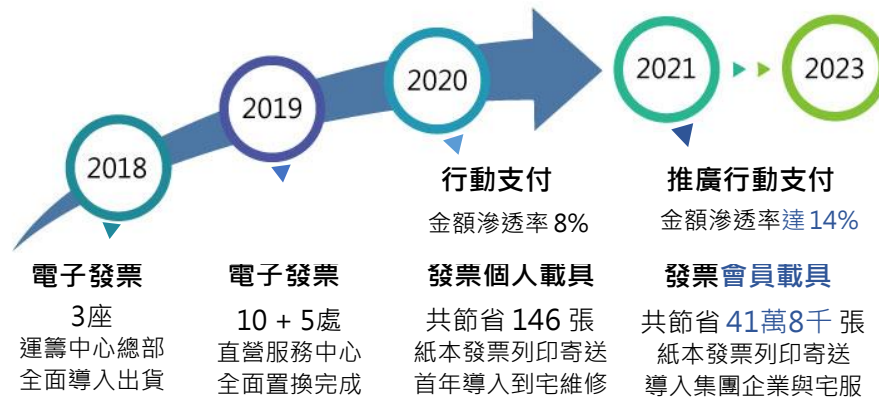 2018
2019
2020
2021
2023
行動支付
金額滲透率 8%
推廣行動支付
金額滲透率達 14%
電子發票
3座
運籌中心總部
全面導入出貨
電子發票
10 + 5處
直營服務中心
全面置換完成
發票個人載具
共節省 146 張
紙本發票列印寄送
首年導入到宅維修
發票會員載具
共節省 41萬8千 張
紙本發票列印寄送
導入集團企業與宅服